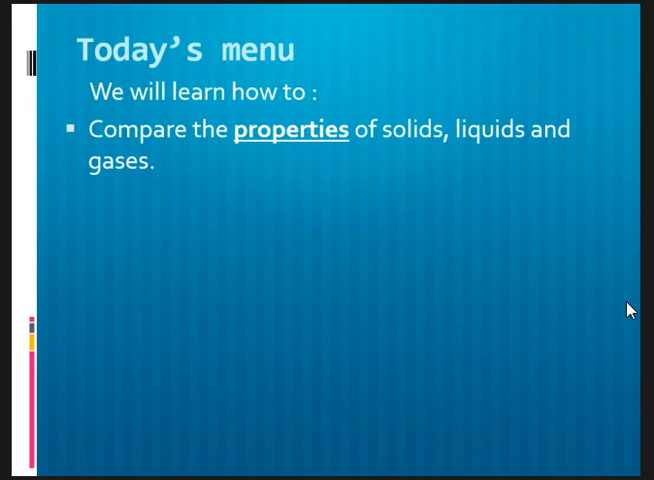 Today’s menu
We will learn how to :
▪ Compare the properties of solids, liquids and
gases.